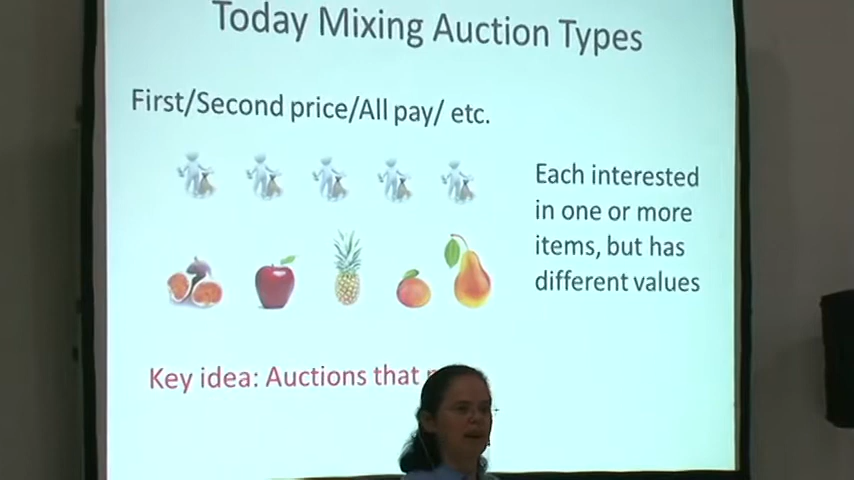 Today Mixing Auction Types
First/Second price/All pay/ etc.
Each interested
in one or more
items, but has
different values
Key idea: Auctions that